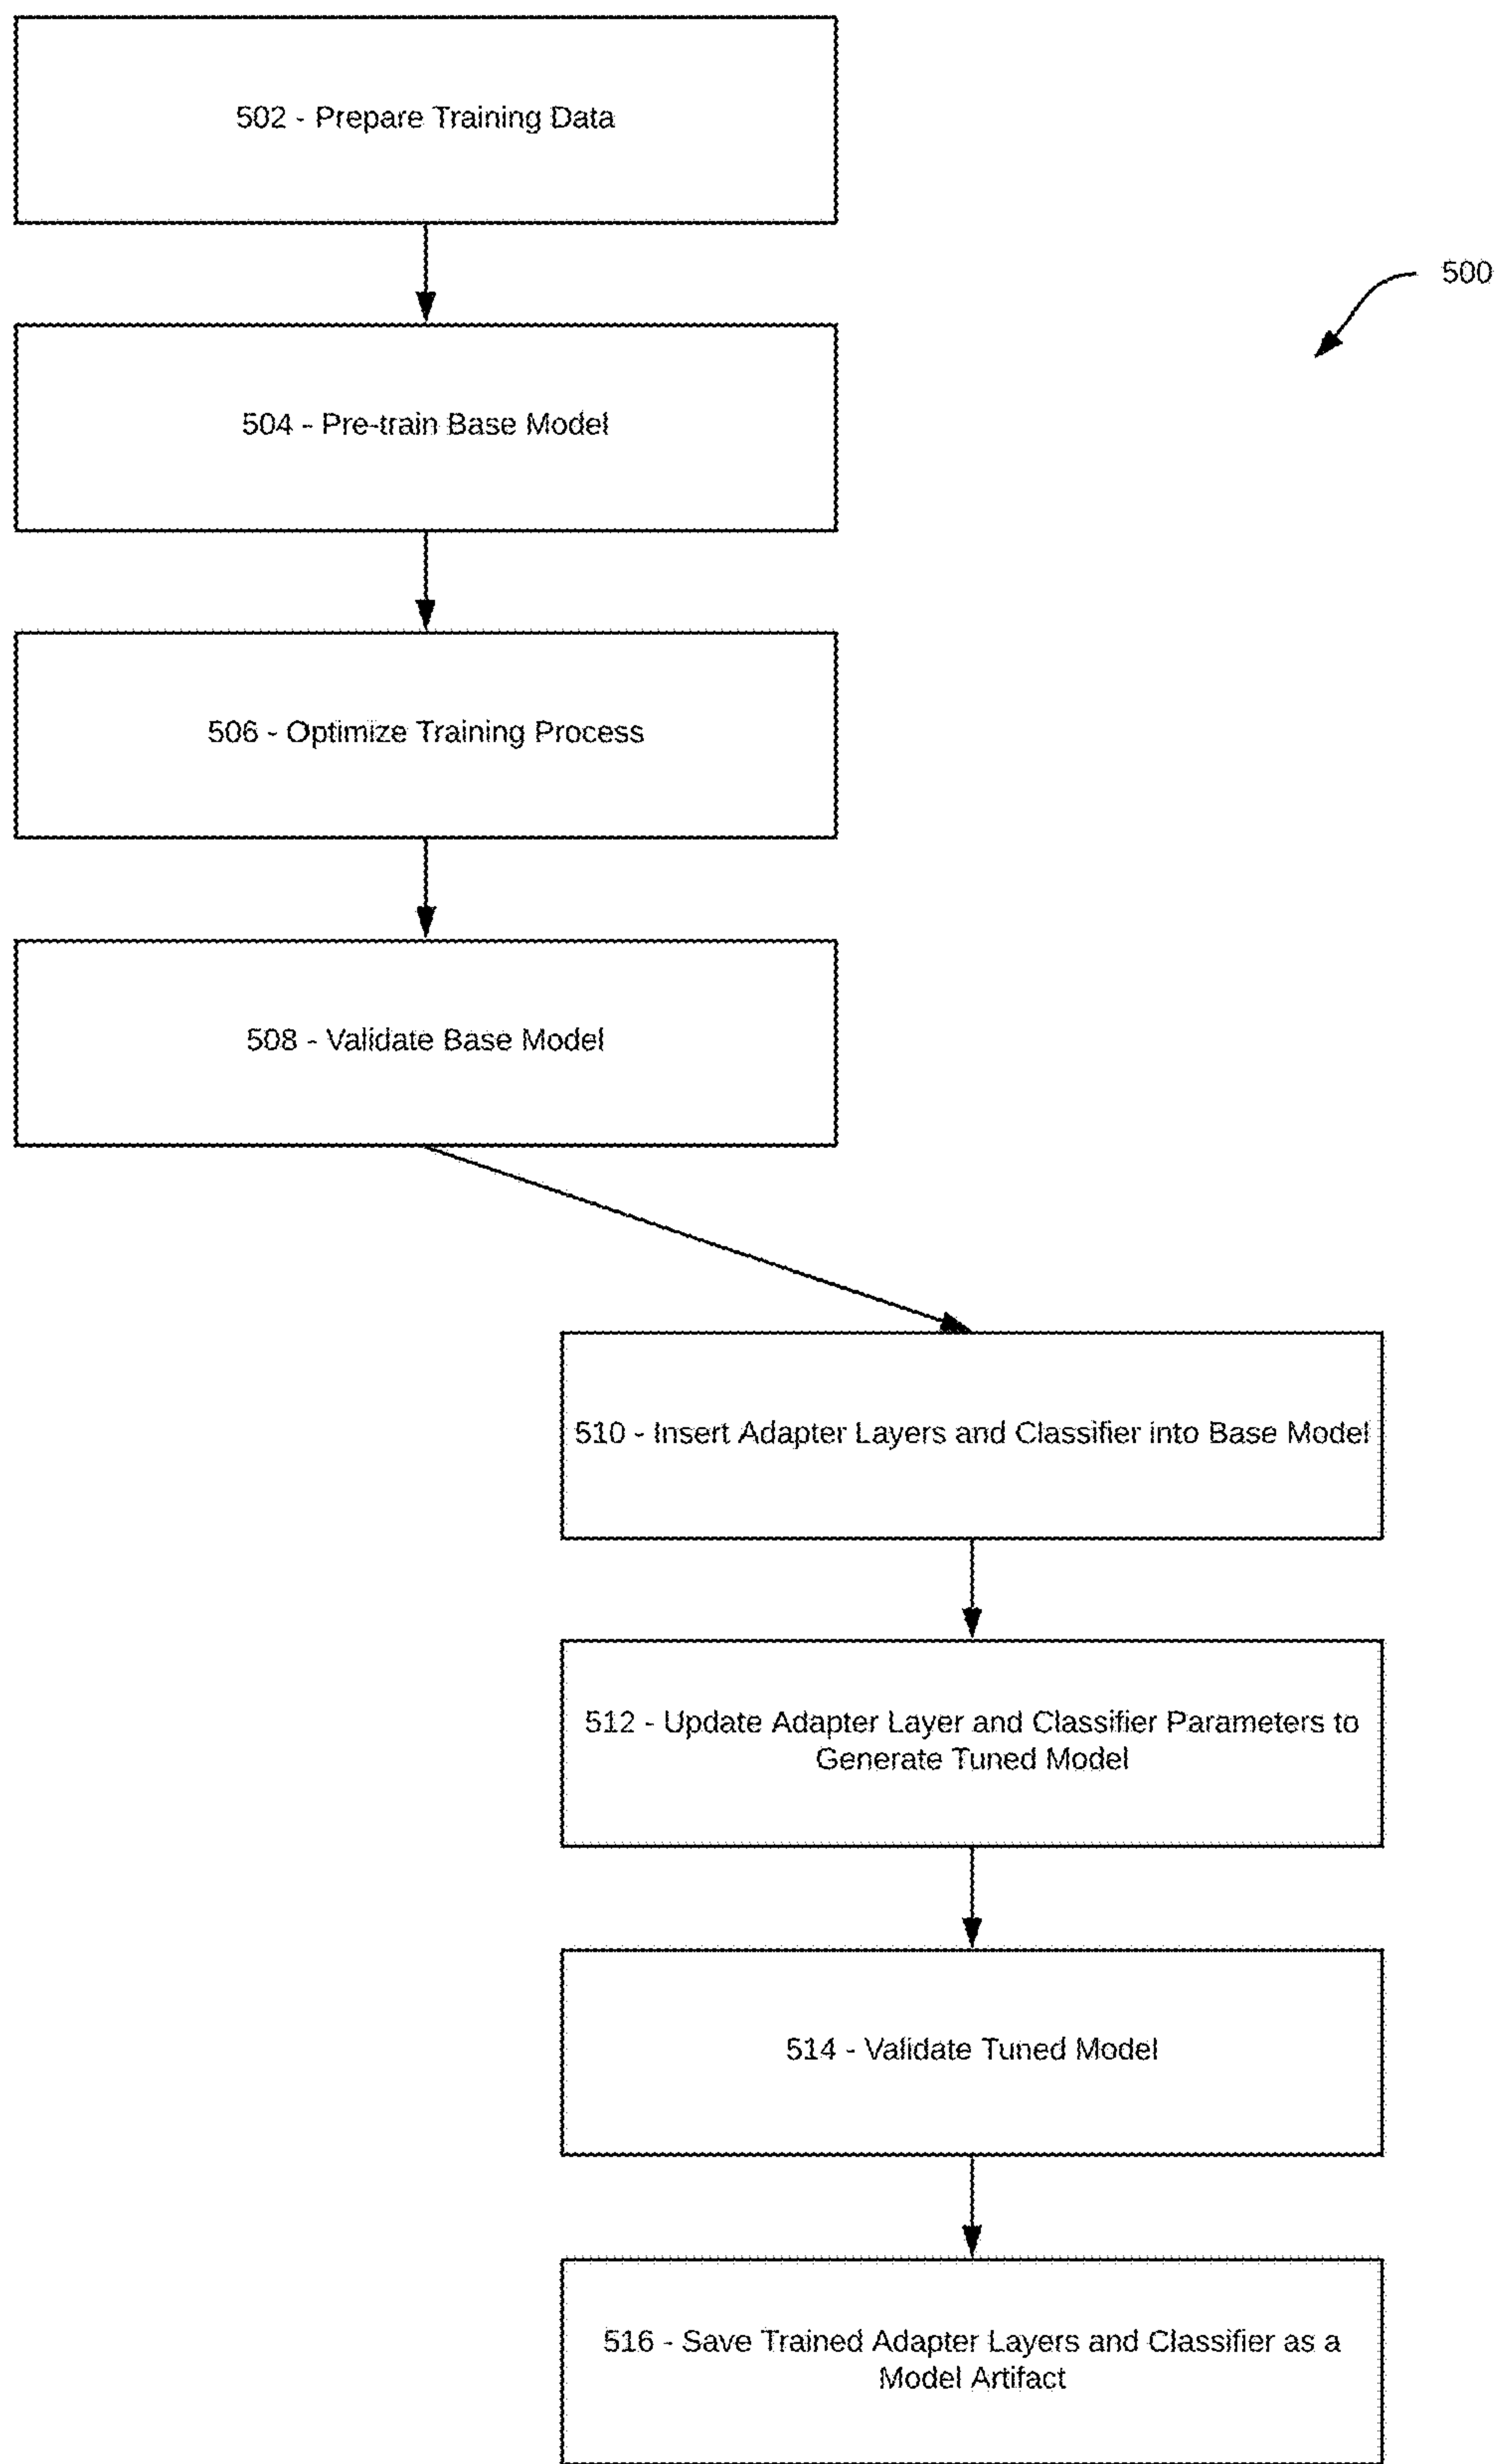 502 - Prepare Training Data
500
504 - Pre-train Base Model
506 - Optimize Training Process
508 - Validate Base Model
510 - Insert Adapter Layers and Classifier into Base Model
512 - Update Adapter Layer and Classifier Parameters to
Generate Tuned Model
514 - Validate Tuned Model
516 - Save Trained Adapter Layers and Classifier as a
Model Artifact